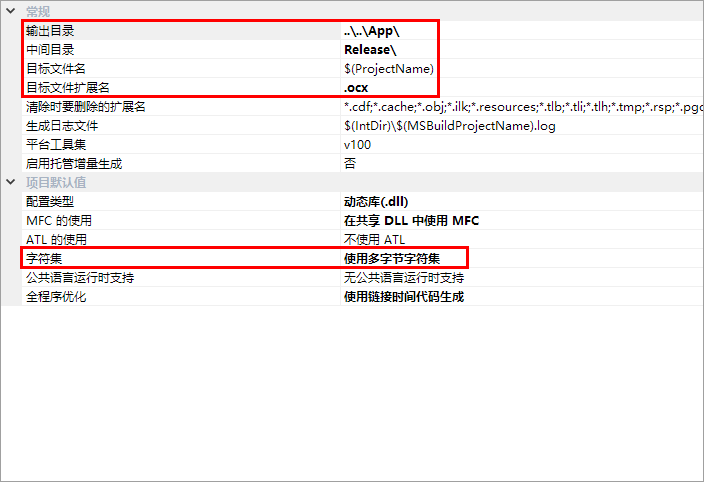 常规
输出目录 ..\..\App\
中间目录 Release\
目标文件名 $(ProjectName)
目标文件扩展名 .ocx
清除时要删除的扩展名 *.cdf;*.cache;*.obj;*.ilk;*.resources;*.tlb;*.tli;*.tlh;*.tmp;*.rsp;*.pgc
生成日志文件 $(IntDir)\$(MSBuildProjectName).log
平台工具集 v100
启用托管增量生成 否
项目默认值
配置类型 动态库(.dll)
MFC 的使用 在共享 DLL 中使用 MFC
ATL 的使用 不使用 ATL
字符集 使用多字节字符集
公共语言运行时支持 无公共语言运行时支持
全程序优化 使用链接时间代码生成